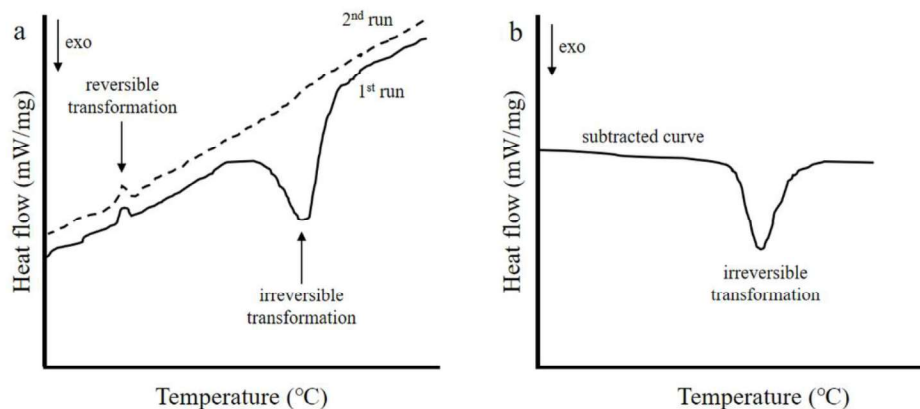 a
exo
2nd run
reversible
transformation
1st run
irreversible
transformation
Heat flow (mW/mg)
Temperature (°C)
b
exo
subtracted curve
irreversible
transformation
Heat flow (mW/mg)
Temperature (°C)